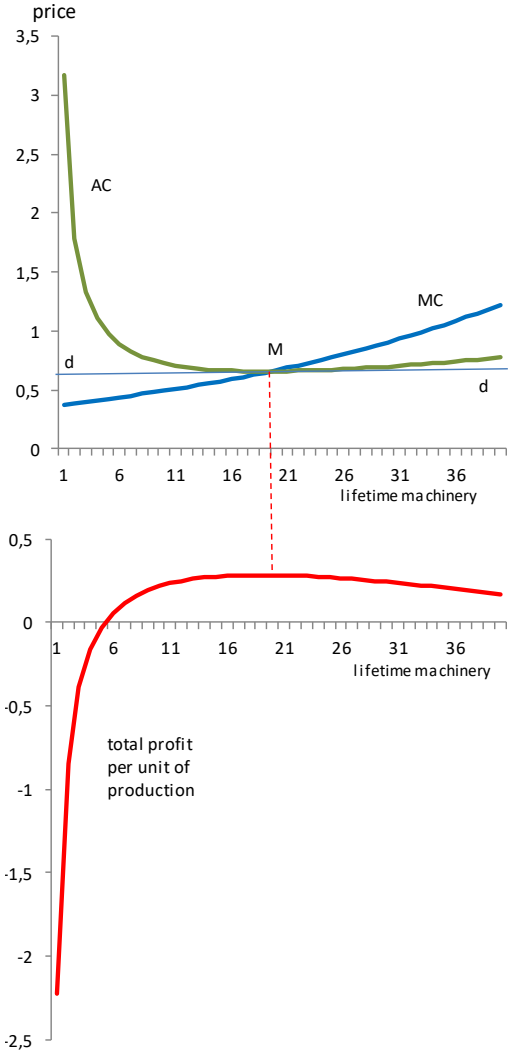 price
3,5
3
2,5
AC
2
1,5
MC
1
M
d
0,5
d
0
1 6 11 16 21 26 31 36
lifetime machinery
0,5
0
1 6 11 16 21 26 31 36
lifetime machinery
-0,5
total profit
per unit of
production
-1
-1,5
-2
-2,5